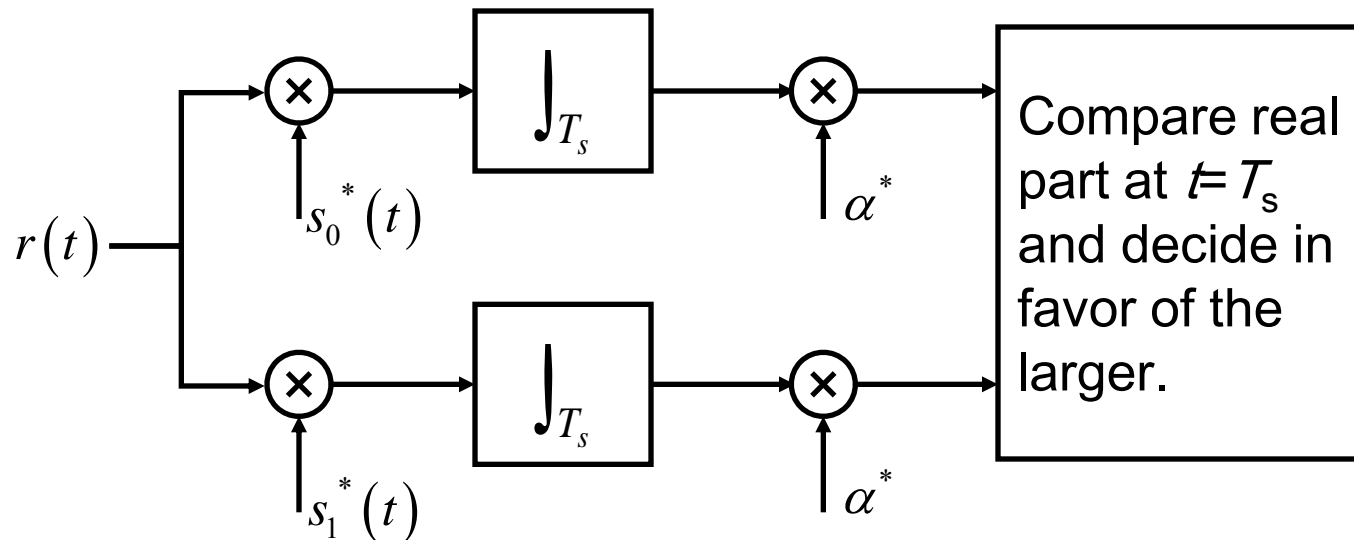 ∫Tₛ
α*
s₀*(t)
r(t)
∫Tₛ
α*
s₁*(t)
Compare real
part at t=Tₛ
and decide in
favor of the
larger.